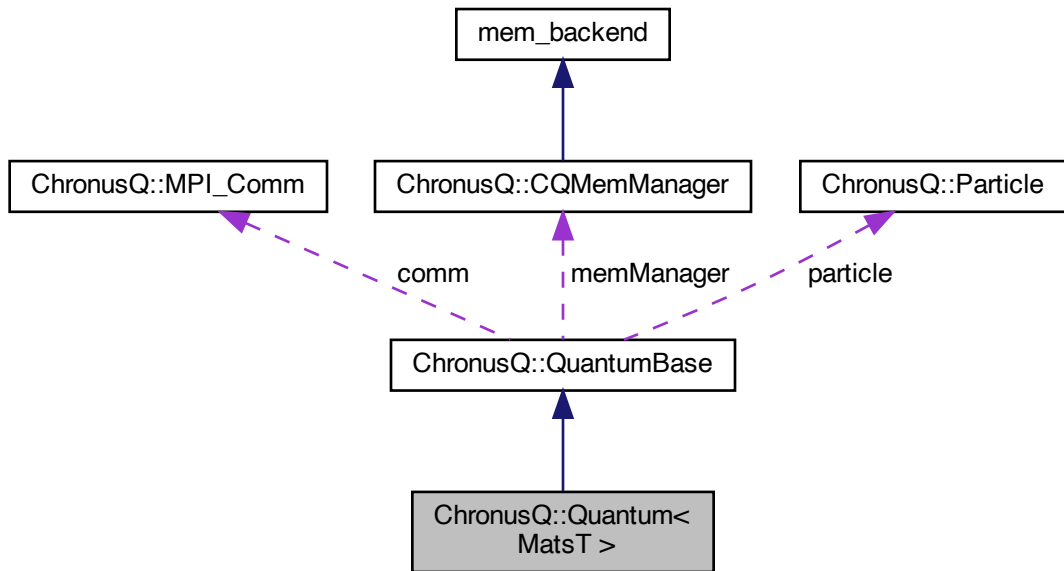 mem_backend
ChronusQ::MPI_Comm
ChronusQ::CQMemManager
ChronusQ::Particle
comm
memManager
particle
ChronusQ::QuantumBase
ChronusQ::Quantum<
MatsT >